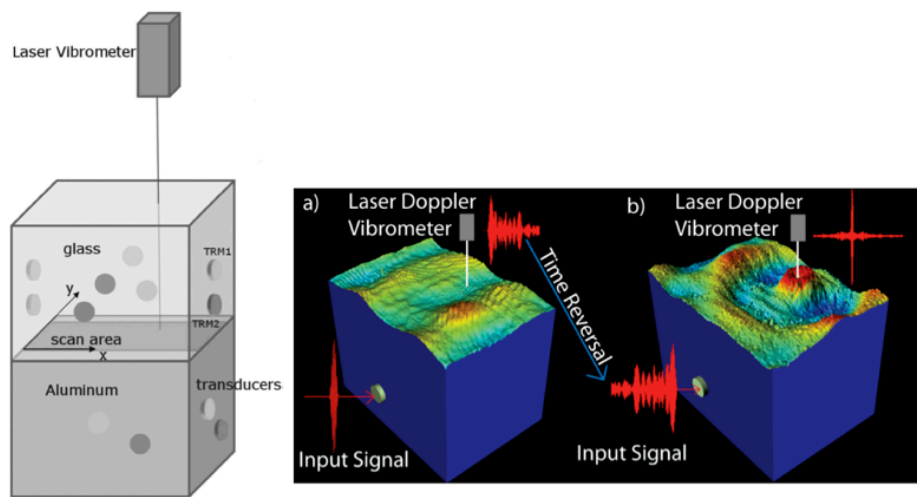 Laser Vibrometer
glass
TRM1
y
TRM2
scan area
x
Aluminum
transducers
a)
Laser Doppler
Vibrometer
Time Reversal
Input Signal
b)
Laser Doppler
Vibrometer
Input Signal